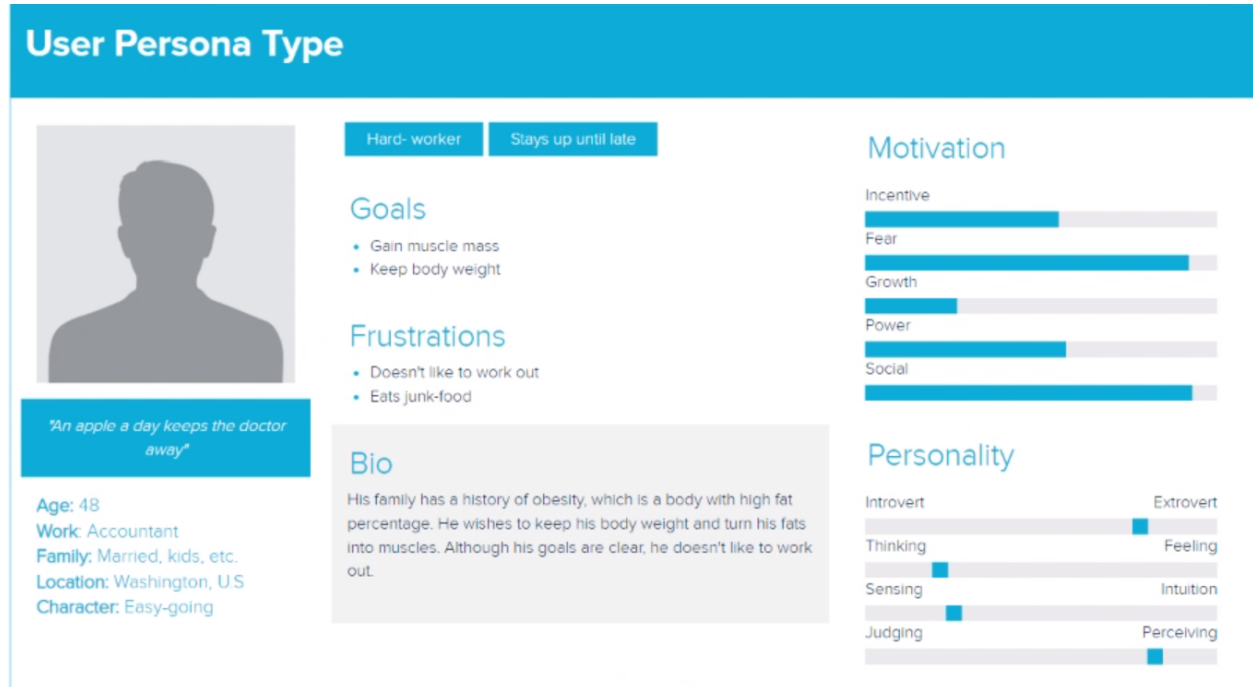 User Persona Type
"An apple a day keeps the doctor
away"
Age: 48
Work: Accountant
Family: Married, kids, etc.
Location: Washington, U.S
Character: Easy-going
Hard- worker
Stays up until late
Goals
• Gain muscle mass
• Keep body weight
Frustrations
• Doesn't like to work out
• Eats junk-food
Bio
His family has a history of obesity, which is a body with high fat
percentage. He wishes to keep his body weight and turn his fats
into muscles. Although his goals are clear, he doesn't like to work
out.
Motivation
Incentive
Fear
Growth
Power
Social
Personality
Introvert Extrovert
Thinking Feeling
Sensing Intuition
Judging Perceiving